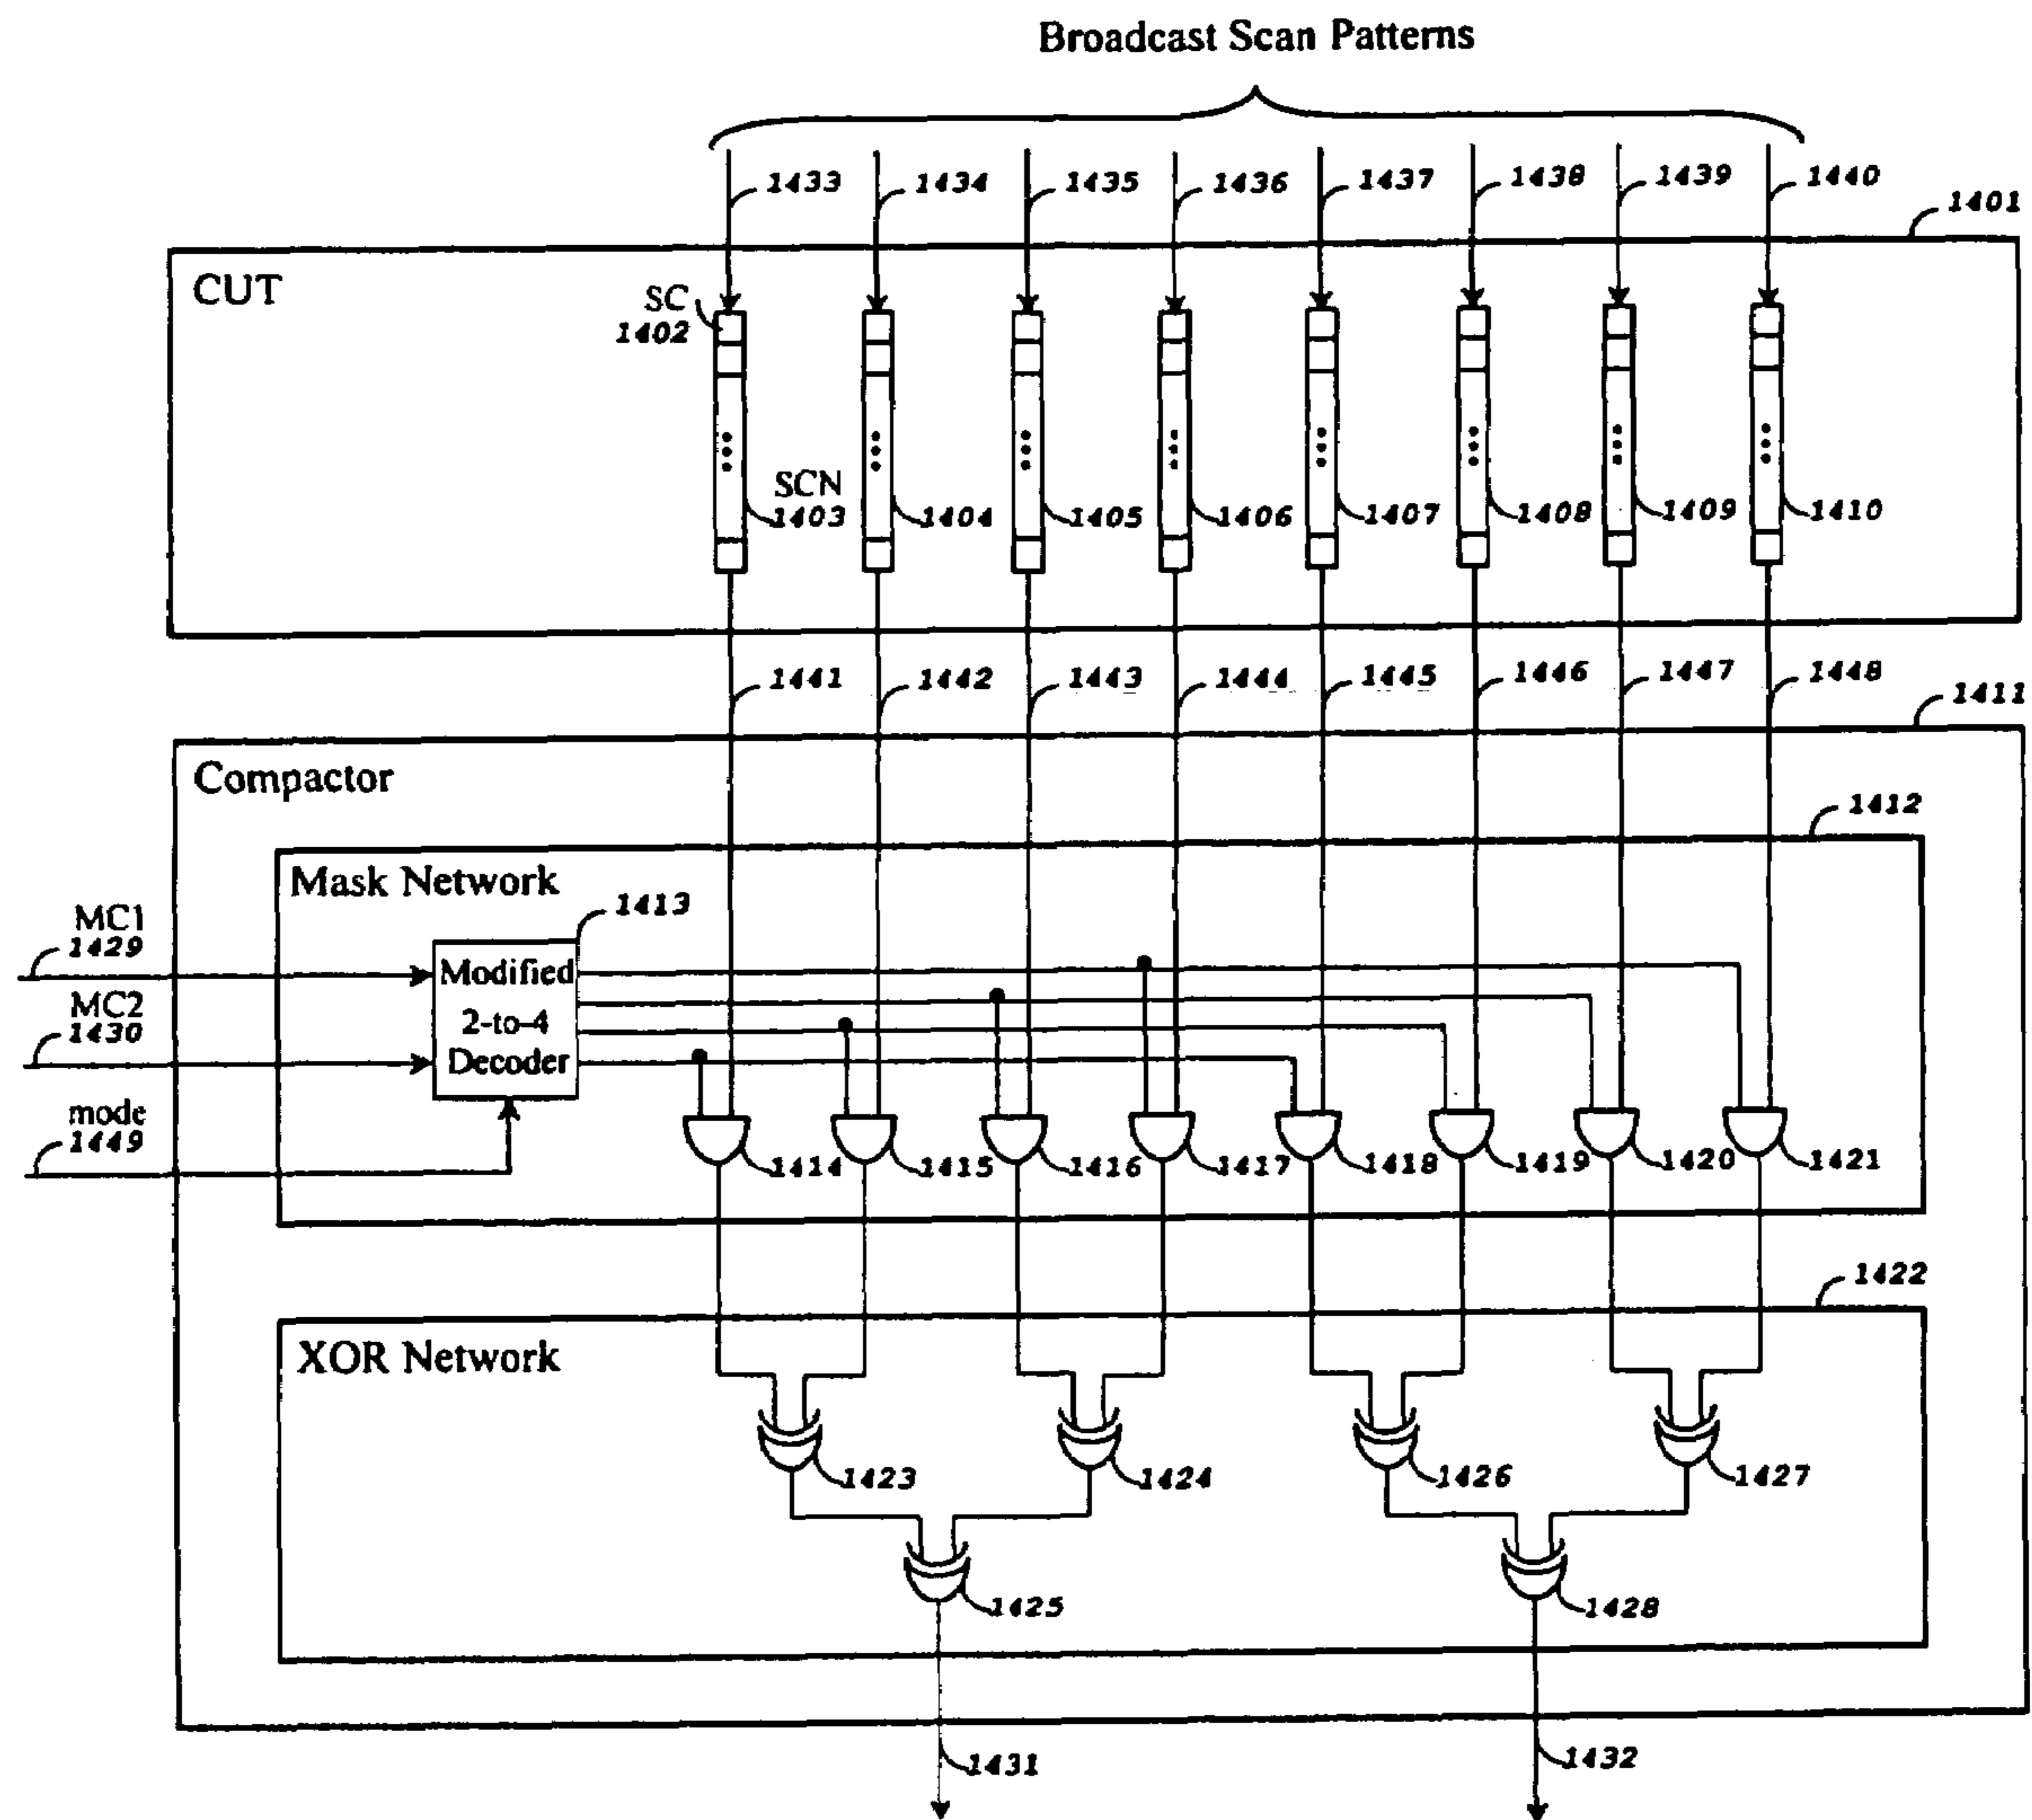 Broadcast Scan Patterns
1433 1434 1435 1436 1437 1438 1439 1440
1401
CUT
SC
1402
SCN
1403 1404 1405 1406 1407 1408 1409 1410
1441 1442 1443 1444 1445 1446 1447 1448
1411
Compactor
1412
Mask Network
1413
MC1
1429
MC2
1430
mode
1449
Modified
2-to-4
Decoder
1414 1415 1416 1417 1418 1419 1420 1421
1422
XOR Network
1423 1424 1426 1427
1425 1428
1431 1432